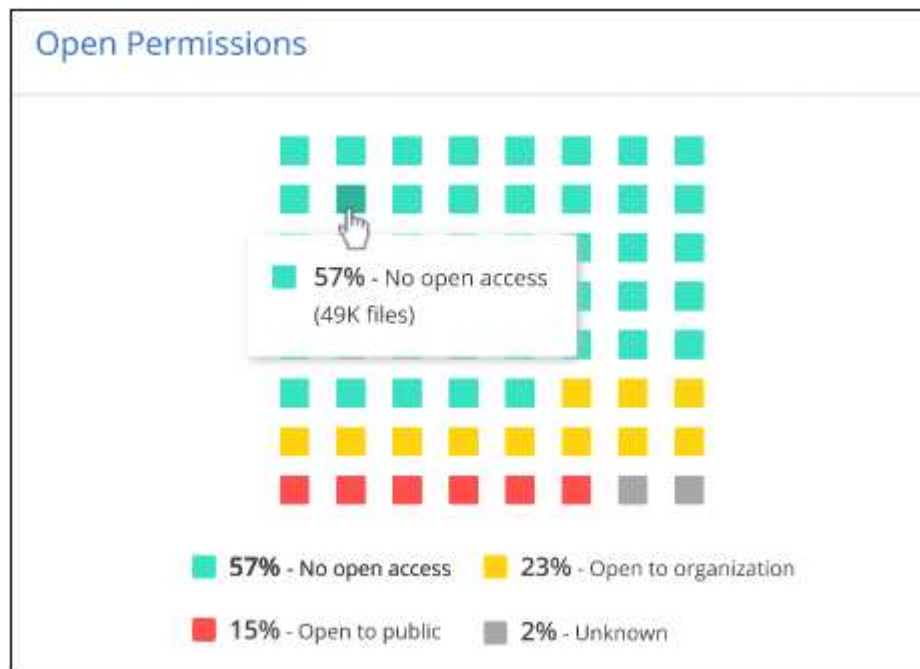 Open Permissions
57% - No open access
(49K files)
57% - No open access
23% - Open to organization
15% - Open to public
2% - Unknown